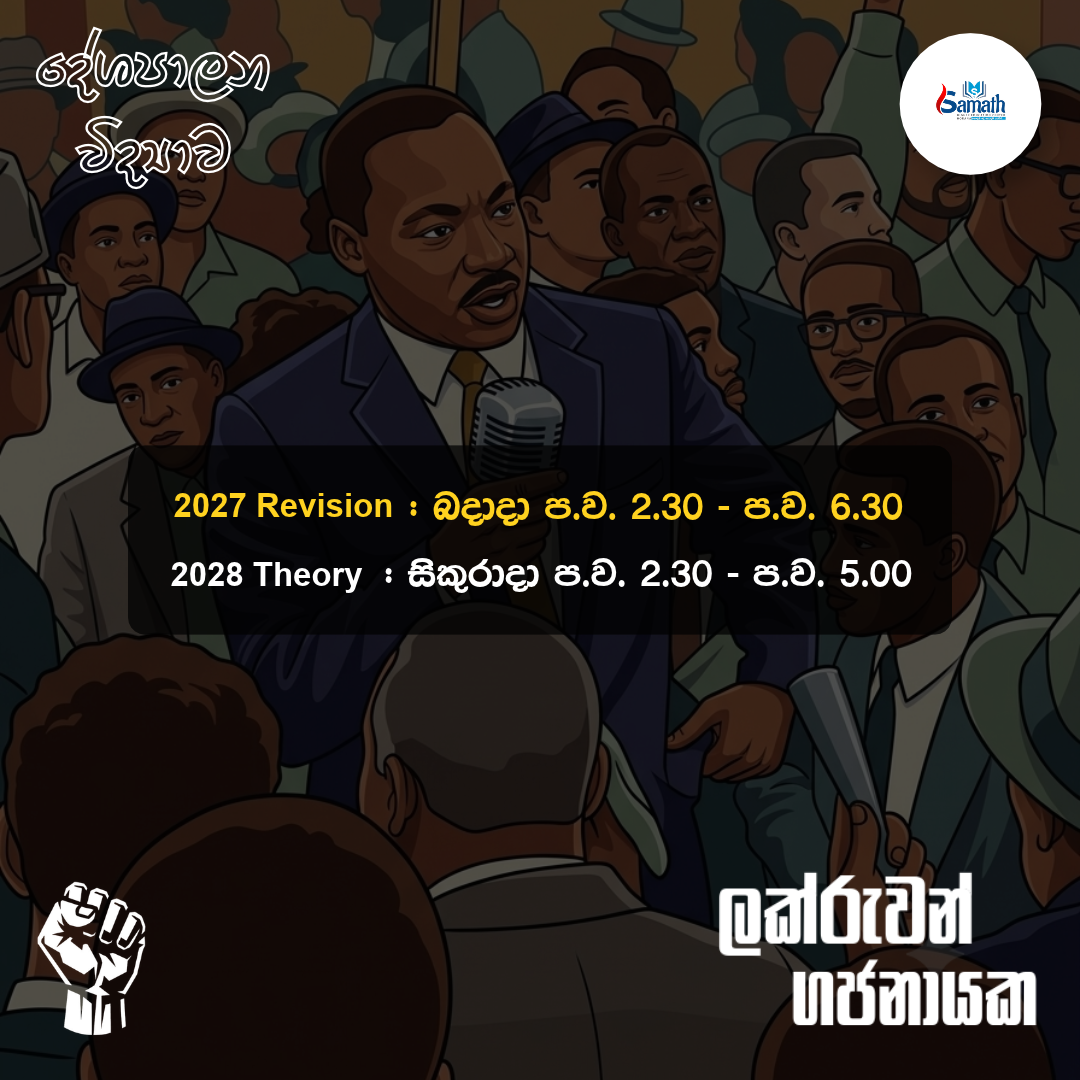 දේශපාලන
විද්‍යාව
Samath
2027 Revision : බදාදා ප.ව. 2.30 - ප.ව. 6.30
2028 Theory : සිකුරාදා ප.ව. 2.30 - ප.ව. 5.00
ලක්රුවන්
ගජනායක